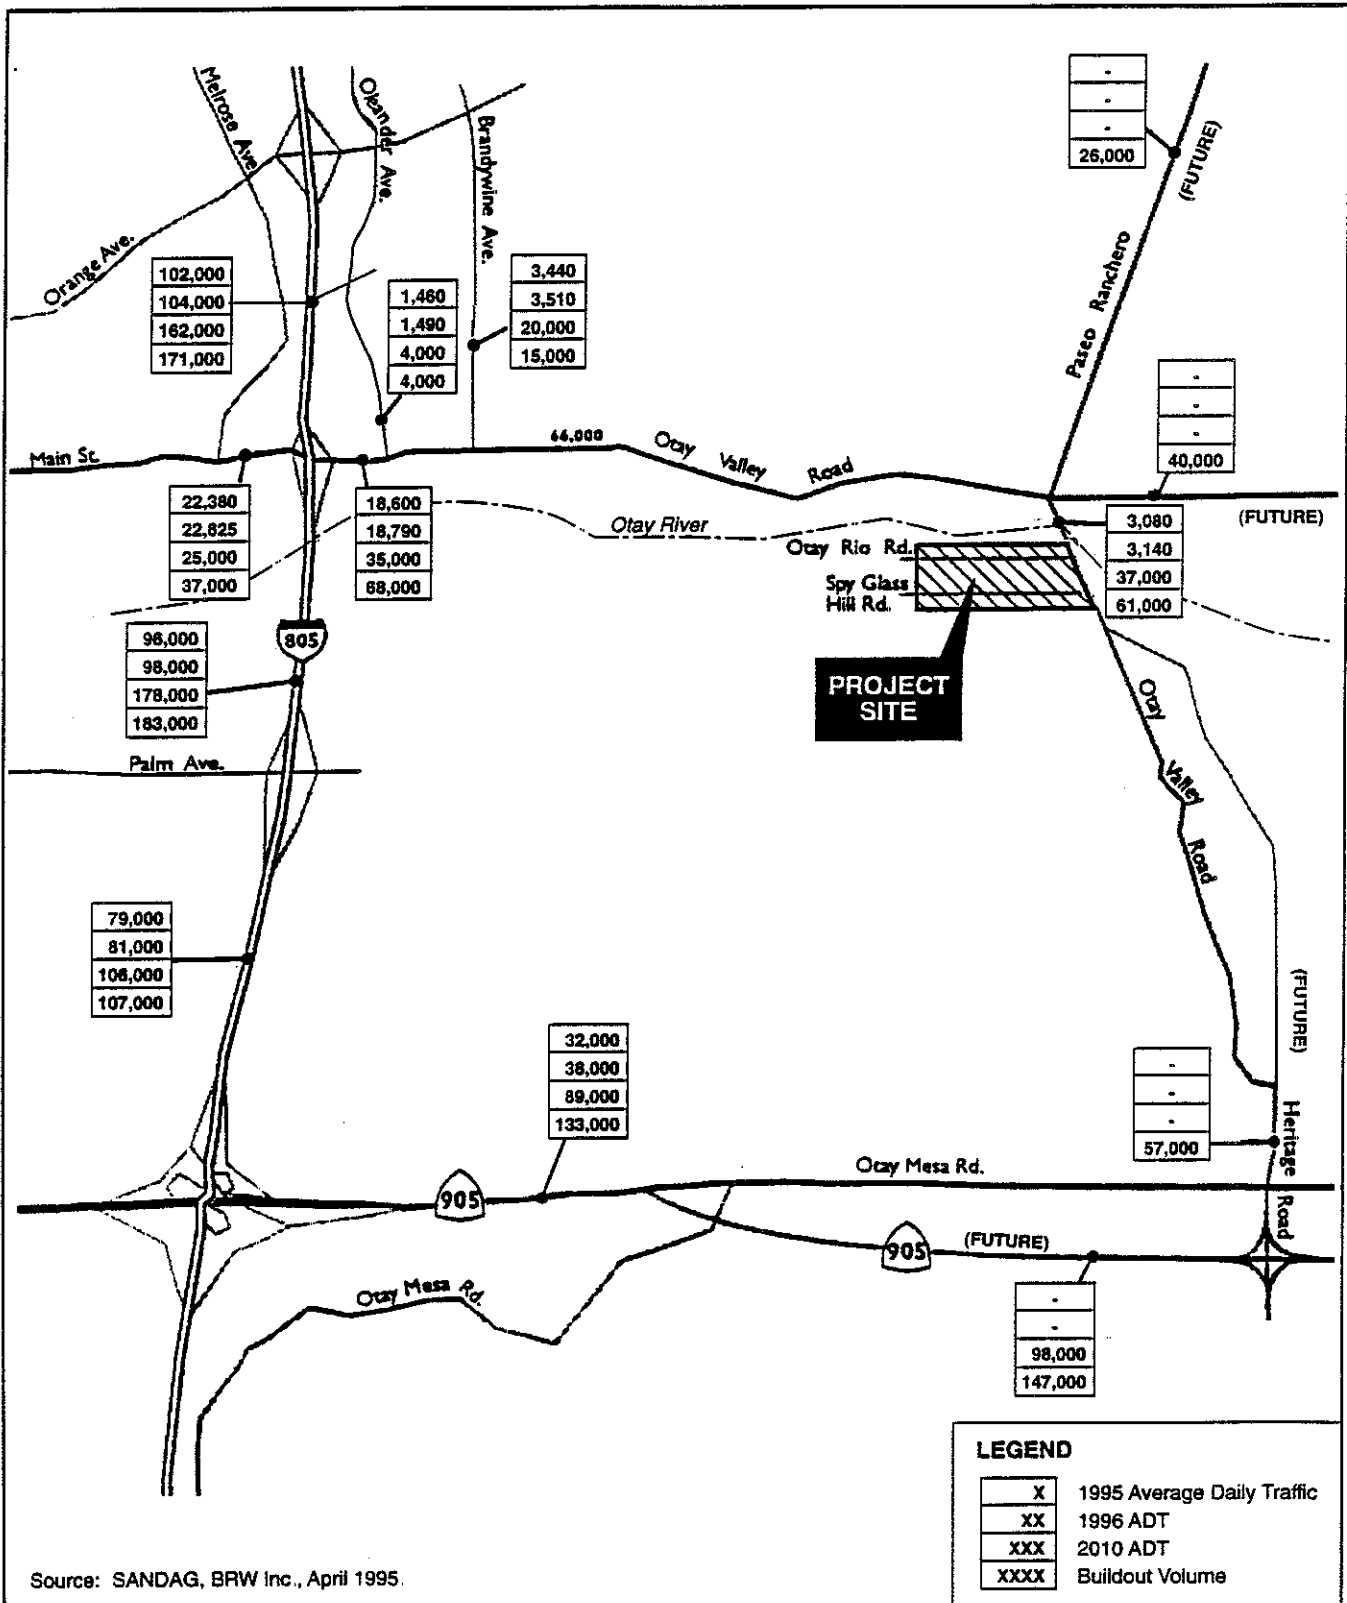 Melrose Ave.
Oleander Ave.
Brandywine Ave.
Orange Ave.
-
-
-
26,000
(FUTURE)
Paseo Ranchero
102,000
104,000
162,000
171,000
1,460
1,490
4,000
4,000
3,440
3,510
20,000
15,000
-
-
-
40,000
Main St.
66,000
Otay Valley Road
(FUTURE)
22,380
22,825
25,000
37,000
18,600
18,790
35,000
68,000
Otay River
3,080
3,140
37,000
61,000
Otay Rio Rd.
Spy Glass
Hill Rd.
805
96,000
98,000
178,000
183,000
PROJECT
SITE
Otay Valley Road
Palm Ave.
79,000
81,000
106,000
107,000
(FUTURE)
32,000
38,000
89,000
133,000
-
-
-
57,000
Heritage Road
Otay Mesa Rd.
905
905
(FUTURE)
Otay Mesa Rd.
-
-
98,000
147,000
LEGEND
X 1995 Average Daily Traffic
XX 1996 ADT
XXX 2010 ADT
XXXX Buildout Volume
Source: SANDAG, BRW Inc., April 1995.